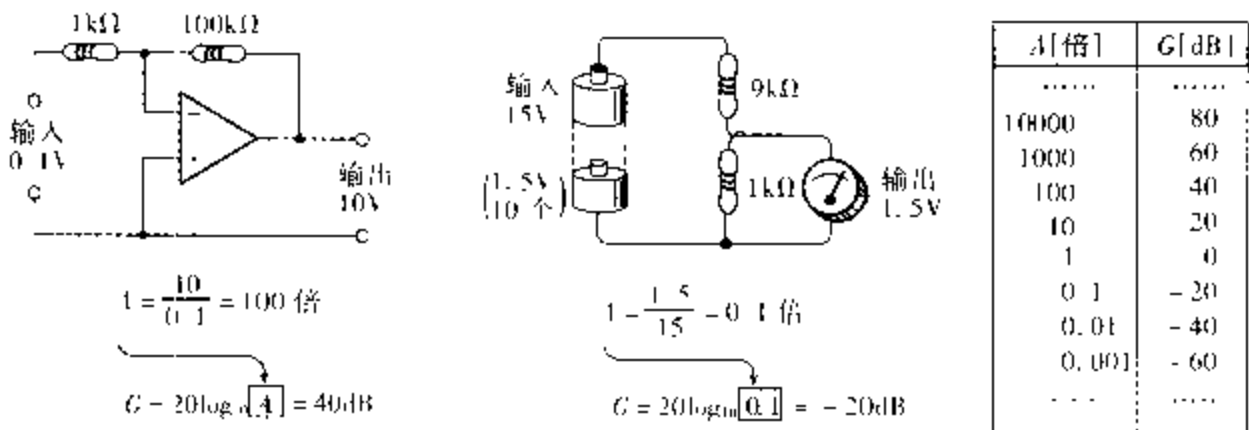 1kΩ
100kΩ
输入
0.1V
输出
10V
A = 10/0.1 = 100 倍
G = 20log₁₀ A = 40dB
输入
15V
(1.5V
10 个)
9kΩ
1kΩ
输出
1.5V
A = 1.5/15 = 0.1 倍
G = 20log₁₀ 0.1 = -20dB
A[倍] G[dB]
...... ......
10000 80
1000 60
100 40
10 20
1 0
0.1 -20
0.01 -40
0.001 -60
...... ......